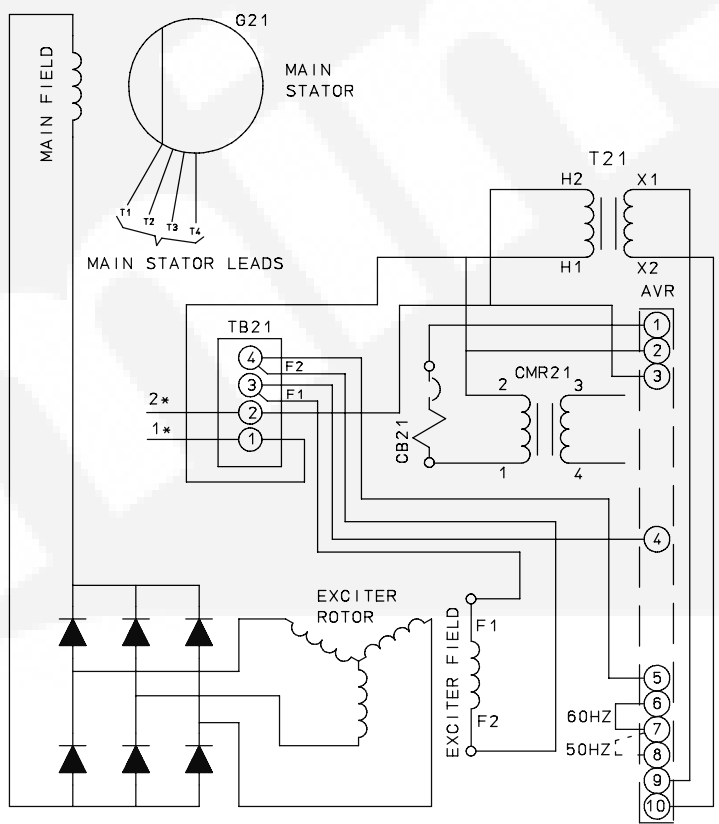 G21
MAIN FIELD
MAIN
STATOR
T1
T2
T3
T4
MAIN STATOR LEADS
T21
H2
X1
H1
X2
AVR
TB21
1
4
F2
2
3
CMR21
3
F1
2
3
2*
2
1*
1
CB21
1
4
4
EXCITER
ROTOR
F1
EXCITER FIELD
5
6
60HZ
F2
7
50HZ
8
9
10